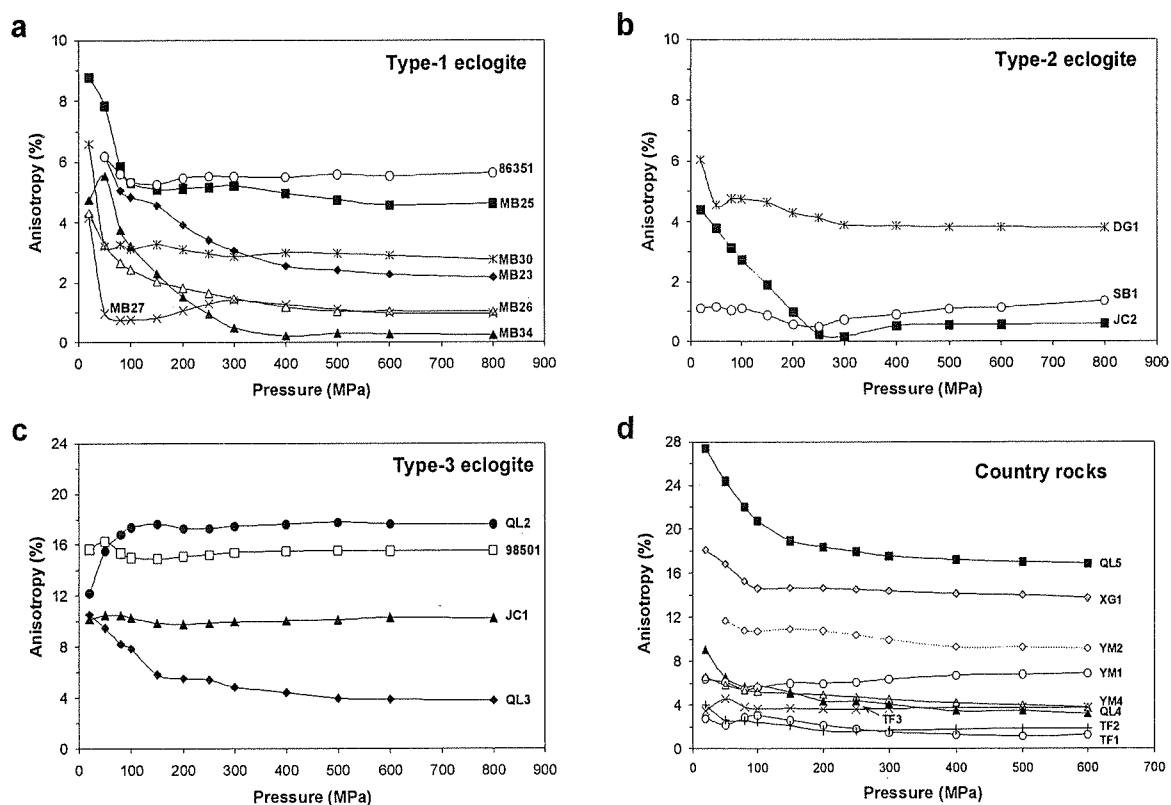 a
Type-1 eclogite
Anisotropy (%)
10
8
6
4
2
0
86351
MB25
MB30
MB23
MB27
MB26
MB34
0 100 200 300 400 500 600 700 800 900
Pressure (MPa)
b
Type-2 eclogite
Anisotropy (%)
10
8
6
4
2
0
DG1
SB1
JC2
0 100 200 300 400 500 600 700 800 900
Pressure (MPa)
c
Type-3 eclogite
Anisotropy (%)
24
20
16
12
8
4
0
QL2
98501
JC1
QL3
0 100 200 300 400 500 600 700 800 900
Pressure (MPa)
d
Country rocks
Anisotropy (%)
28
24
20
16
12
8
4
0
QL5
XG1
YM2
YM1
YM4
QL4
TF3
TF2
TF1
0 100 200 300 400 500 600 700
Pressure (MPa)